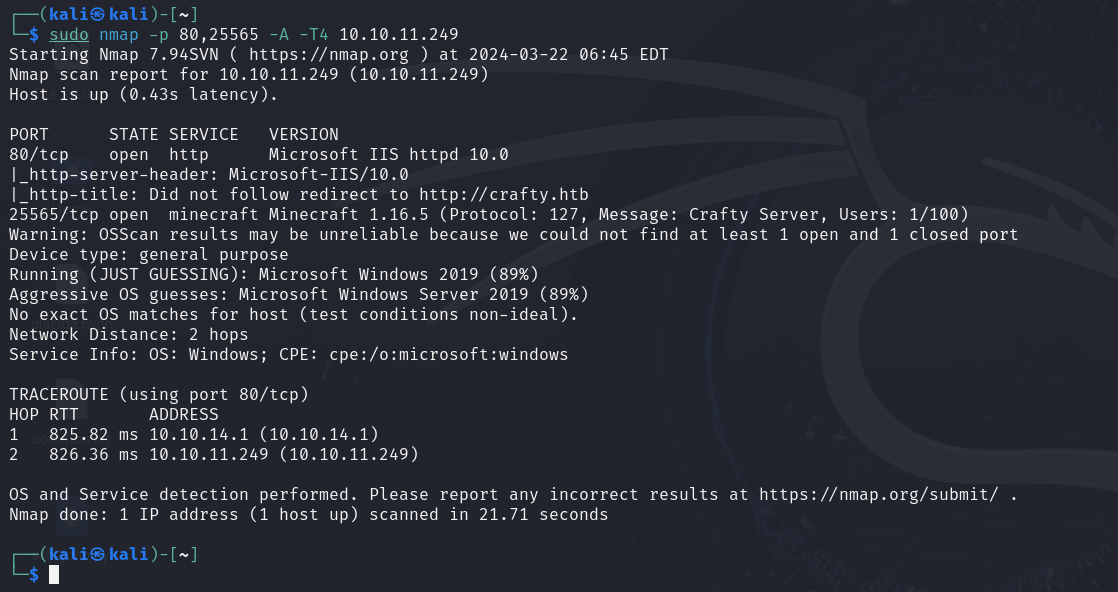 ┌──(kali㉿kali)-[~]
└─$ sudo nmap -p 80,25565 -A -T4 10.10.11.249
Starting Nmap 7.94SVN ( https://nmap.org ) at 2024-03-22 06:45 EDT
Nmap scan report for 10.10.11.249 (10.10.11.249)
Host is up (0.43s latency).

PORT      STATE SERVICE   VERSION
80/tcp    open  http      Microsoft IIS httpd 10.0
|_http-server-header: Microsoft-IIS/10.0
|_http-title: Did not follow redirect to http://crafty.htb
25565/tcp open  minecraft Minecraft 1.16.5 (Protocol: 127, Message: Crafty Server, Users: 1/100)
Warning: OSScan results may be unreliable because we could not find at least 1 open and 1 closed port
Device type: general purpose
Running (JUST GUESSING): Microsoft Windows 2019 (89%)
Aggressive OS guesses: Microsoft Windows Server 2019 (89%)
No exact OS matches for host (test conditions non-ideal).
Network Distance: 2 hops
Service Info: OS: Windows; CPE: cpe:/o:microsoft:windows

TRACEROUTE (using port 80/tcp)
HOP RTT       ADDRESS
1   825.82 ms 10.10.14.1 (10.10.14.1)
2   826.36 ms 10.10.11.249 (10.10.11.249)

OS and Service detection performed. Please report any incorrect results at https://nmap.org/submit/ .
Nmap done: 1 IP address (1 host up) scanned in 21.71 seconds

┌──(kali㉿kali)-[~]
└─$